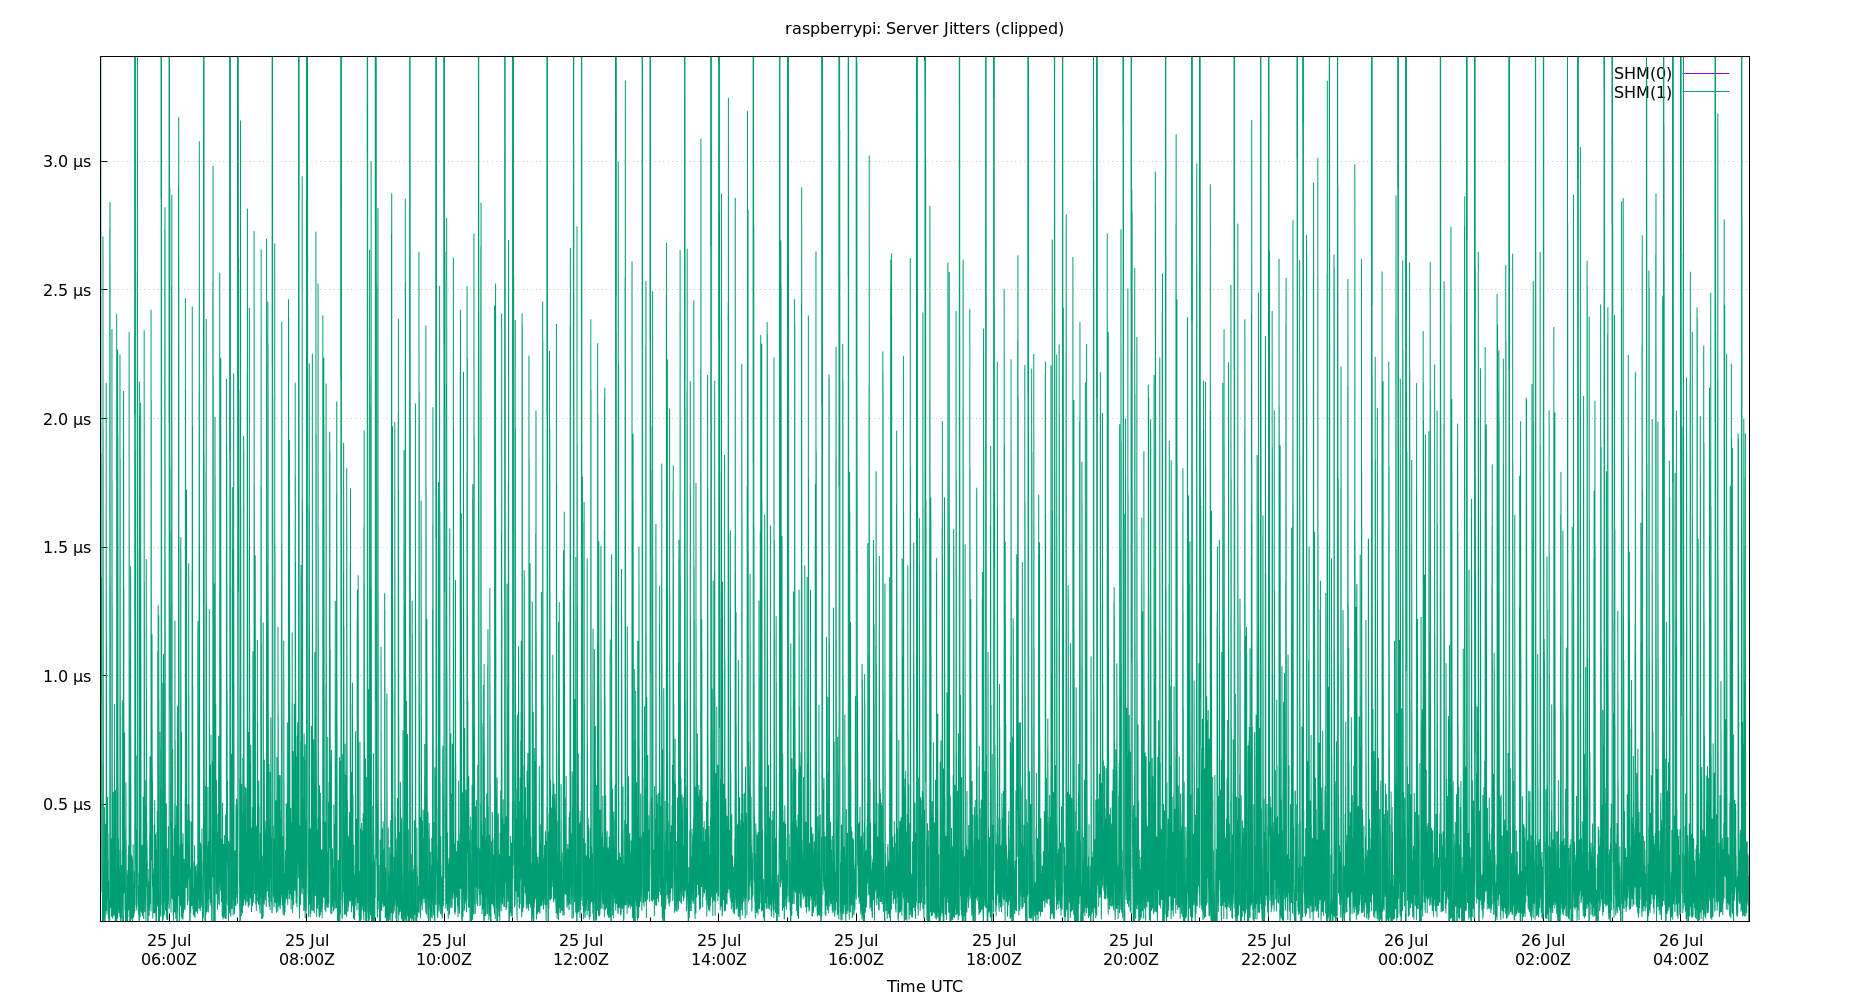 raspberrypi: Server Jitters (clipped)
SHM(0)
SHM(1)
3.0 µs
2.5 µs
2.0 µs
1.5 µs
1.0 µs
0.5 µs
25 Jul 25 Jul 25 Jul 25 Jul 25 Jul 25 Jul 25 Jul 25 Jul 25 Jul 26 Jul 26 Jul 26 Jul
06:00Z 08:00Z 10:00Z 12:00Z 14:00Z 16:00Z 18:00Z 20:00Z 22:00Z 00:00Z 02:00Z 04:00Z
Time UTC